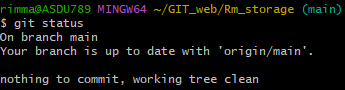 rimma@ASDU789 MINGW64 ~/GIT_web/Rm_storage (main)
$ git status
On branch main
Your branch is up to date with 'origin/main'.
nothing to commit, working tree clean